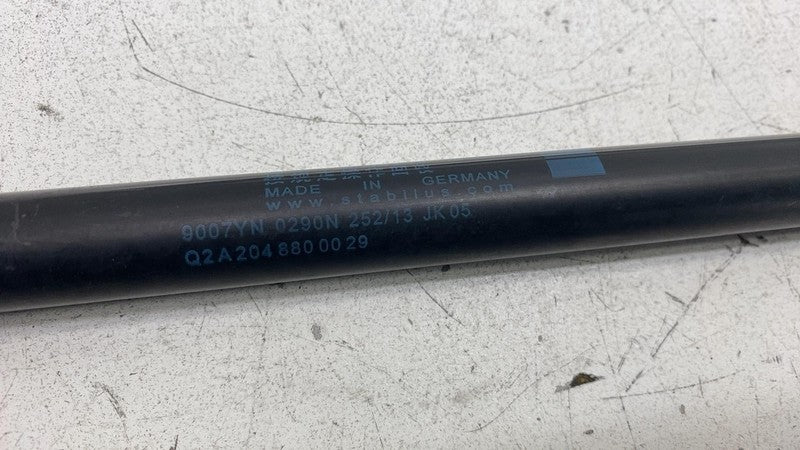 MADE IN GERMANY
www.stabilus.com
9007YN 0290N 252/13 JK05
Q2A204 880 00 29